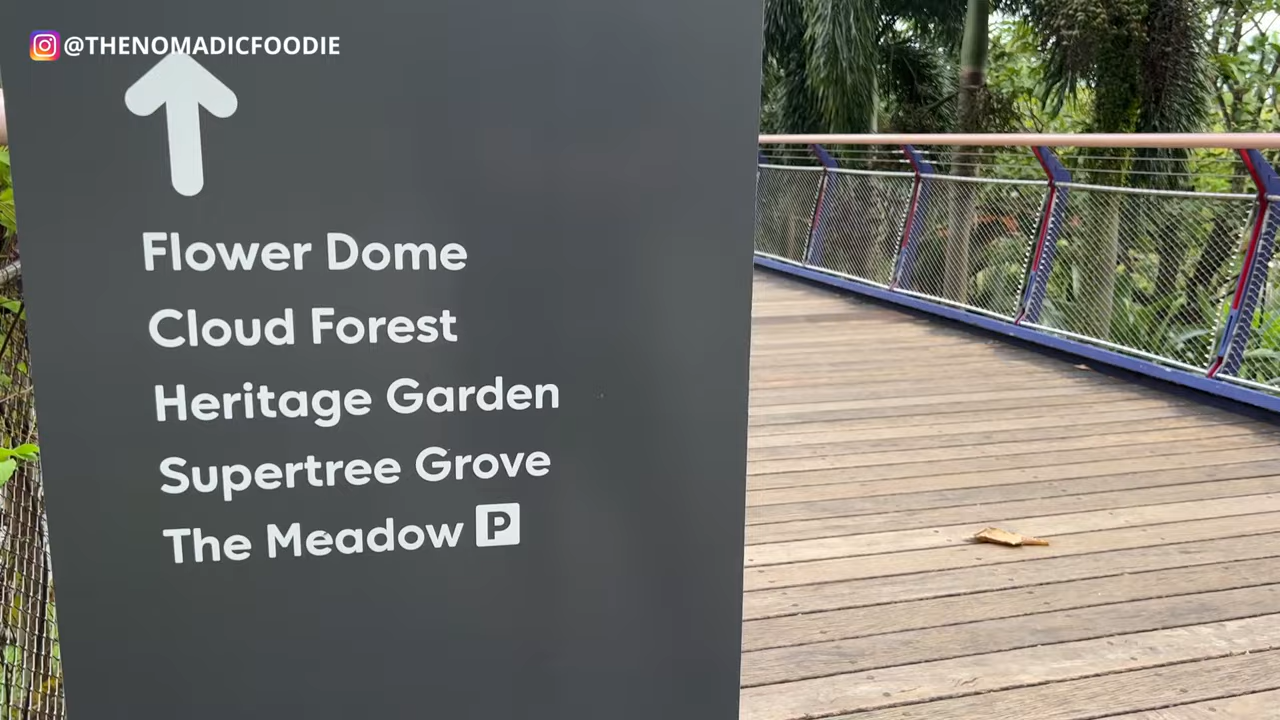 @THENOMADICFOODIE
Flower Dome
Cloud Forest
Heritage Garden
Supertree Grove
The Meadow P